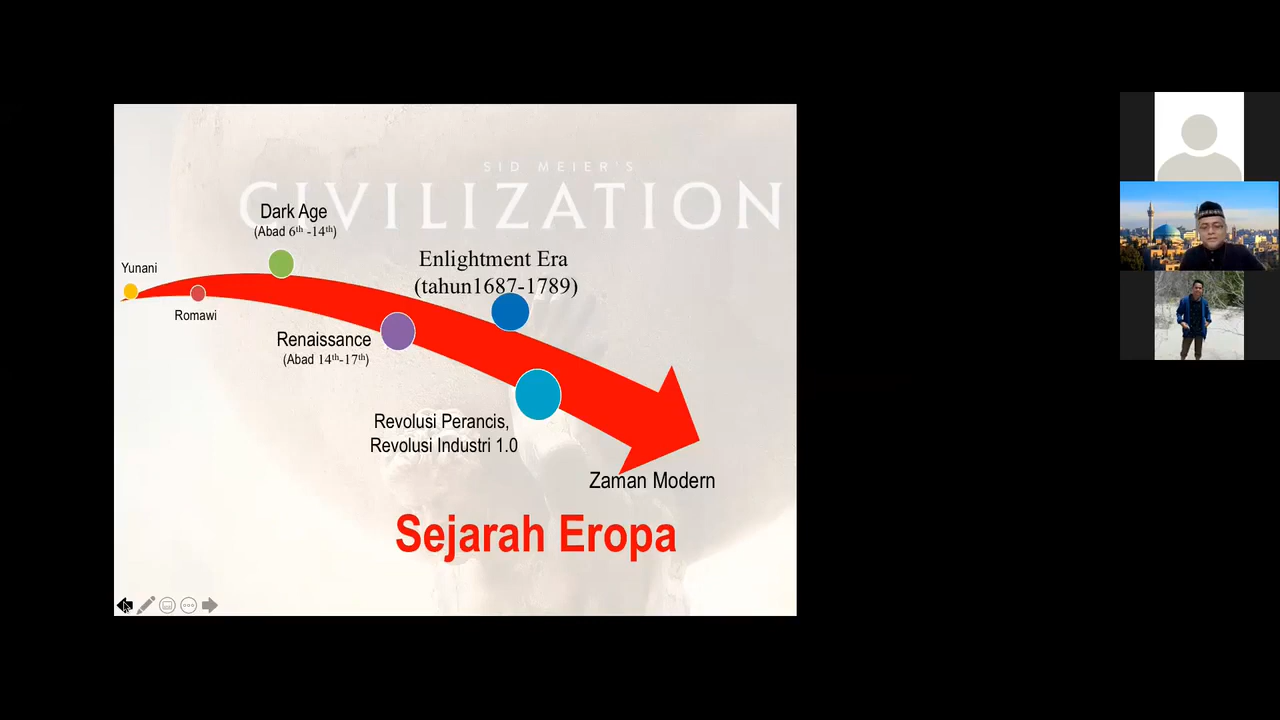 SID MEIER'S
CIVILIZATION
Dark Age
(Abad 6th -14th)
Yunani
Romawi
Enlightment Era
(tahun1687-1789)
Renaissance
(Abad 14th-17th)
Revolusi Perancis,
Revolusi Industri 1.0
Zaman Modern
Sejarah Eropa